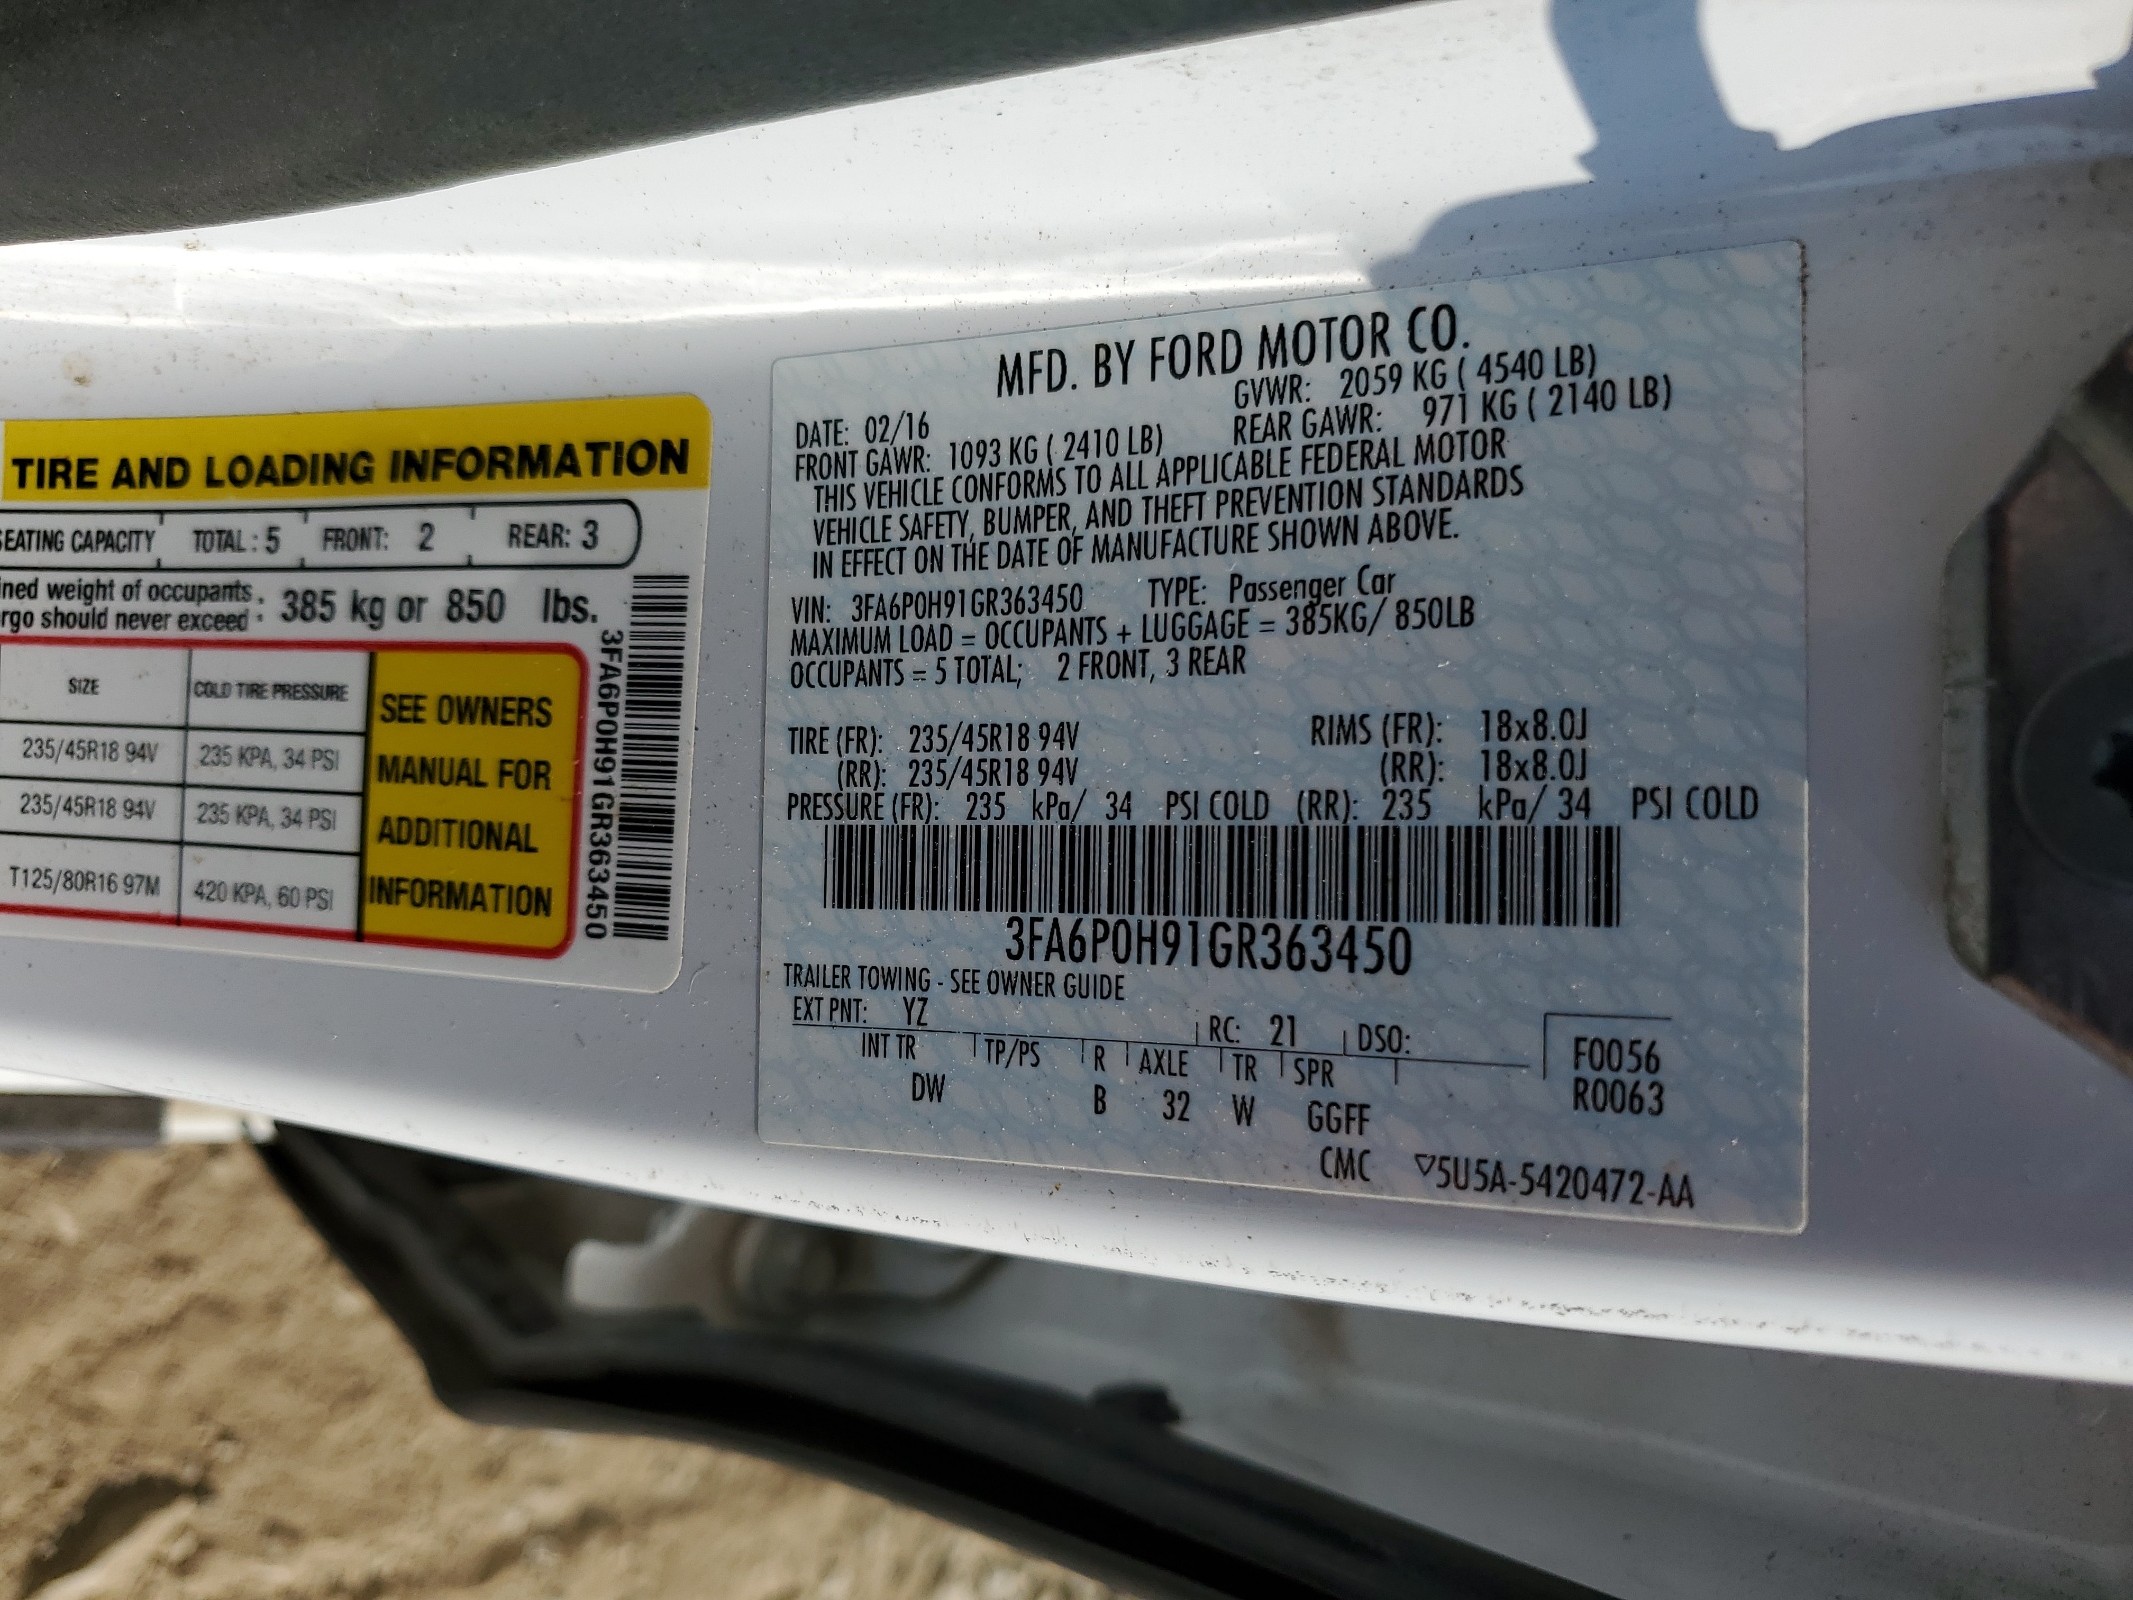 TIRE AND LOADING INFORMATION
SEATING CAPACITY TOTAL : 5 FRONT: 2 REAR: 3
weight of occupants
should never exceed : 385 kg or 850 lbs.
SIZE COLD TIRE PRESSURE
235/45R18 94V 235 KPA, 34 PSI
235/45R18 94V 235 KPA, 34 PSI
T125/80R16 97M 420 KPA, 60 PSI
SEE OWNERS
MANUAL FOR
ADDITIONAL
INFORMATION
3FA6P0H91GR363450
MFD. BY FORD MOTOR CO.
DATE: 02/16 GVWR: 2059 KG ( 4540 LB)
FRONT GAWR: 1093 KG ( 2410 LB) REAR GAWR: 971 KG ( 2140 LB)
THIS VEHICLE CONFORMS TO ALL APPLICABLE FEDERAL MOTOR
VEHICLE SAFETY, BUMPER, AND THEFT PREVENTION STANDARDS
IN EFFECT ON THE DATE OF MANUFACTURE SHOWN ABOVE.
VIN: 3FA6P0H91GR363450 TYPE: Passenger Car
MAXIMUM LOAD = OCCUPANTS + LUGGAGE = 385KG/ 850LB
OCCUPANTS = 5 TOTAL; 2 FRONT, 3 REAR
TIRE (FR): 235/45R18 94V RIMS (FR): 18x8.0J
(RR): 235/45R18 94V (RR): 18x8.0J
PRESSURE (FR): 235 kPa/ 34 PSI COLD (RR): 235 kPa/ 34 PSI COLD
3FA6P0H91GR363450
TRAILER TOWING - SEE OWNER GUIDE
EXT PNT: YZ RC: 21 DSO:
INT TR TP/PS R AXLE TR SPR
DW B 32 W GGFF
F0056
R0063
CMC ▽5U5A-5420472-AA